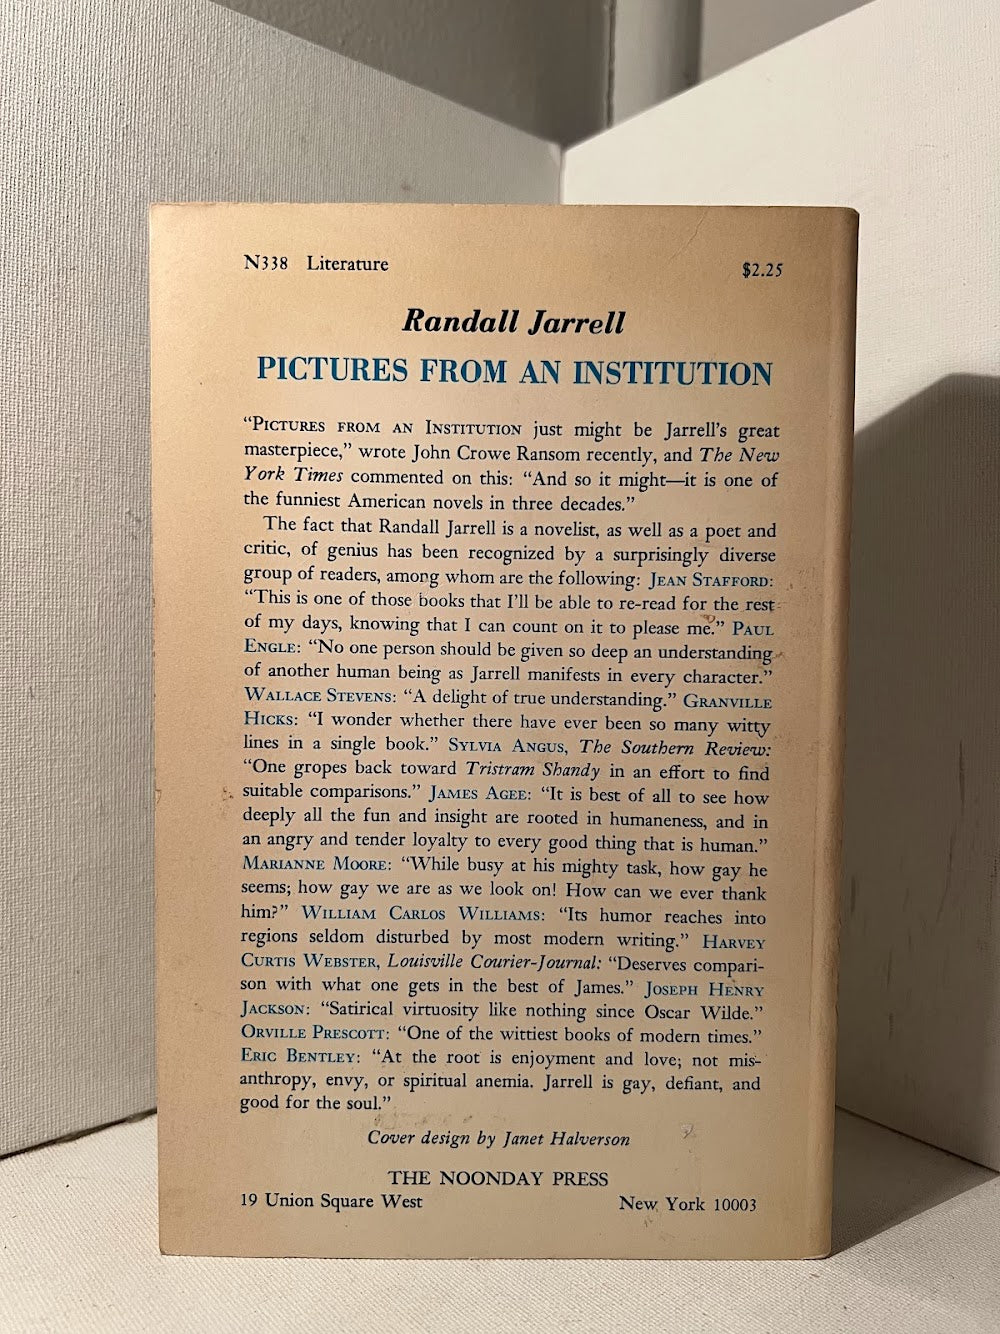 N338 Literature $2.25
Randall Jarrell
PICTURES FROM AN INSTITUTION
“PICTURES FROM AN INSTITUTION just might be Jarrell’s great
masterpiece,” wrote John Crowe Ransom recently, and The New
York Times commented on this: “And so it might—it is one of
the funniest American novels in three decades.”
The fact that Randall Jarrell is a novelist, as well as a poet and
critic, of genius has been recognized by a surprisingly diverse
group of readers, among whom are the following: JEAN STAFFORD:
“This is one of those books that I’ll be able to re-read for the rest
of my days, knowing that I can count on it to please me.” PAUL
ENGLE: “No one person should be given so deep an understanding
of another human being as Jarrell manifests in every character.”
WALLACE STEVENS: “A delight of true understanding.” GRANVILLE
HICKS: “I wonder whether there have ever been so many witty
lines in a single book.” SYLVIA ANGUS, The Southern Review:
“One gropes back toward Tristram Shandy in an effort to find
suitable comparisons.” JAMES AGEE: “It is best of all to see how
deeply all the fun and insight are rooted in humaneness, and in
an angry and tender loyalty to every good thing that is human.”
MARIANNE MOORE: “While busy at his mighty task, how gay he
seems; how gay we are as we look on! How can we ever thank
him?” WILLIAM CARLOS WILLIAMS: “Its humor reaches into
regions seldom disturbed by most modern writing.” HARVEY
CURTIS WEBSTER, Louisville Courier-Journal: “Deserves compari-
son with what one gets in the best of James.” JOSEPH HENRY
JACKSON: “Satirical virtuosity like nothing since Oscar Wilde.”
ORVILLE PRESCOTT: “One of the wittiest books of modern times.”
ERIC BENTLEY: “At the root is enjoyment and love; not mis-
anthropy, envy, or spiritual anemia. Jarrell is gay, defiant, and
good for the soul.”
Cover design by Janet Halverson
THE NOONDAY PRESS
19 Union Square West New York 10003